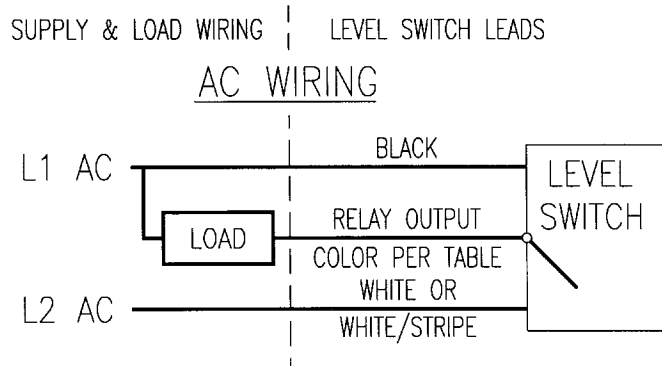 SUPPLY & LOAD WIRING
LEVEL SWITCH LEADS
AC WIRING
L1 AC
BLACK
LEVEL
SWITCH
LOAD
RELAY OUTPUT
COLOR PER TABLE
WHITE OR
L2 AC
WHITE/STRIPE